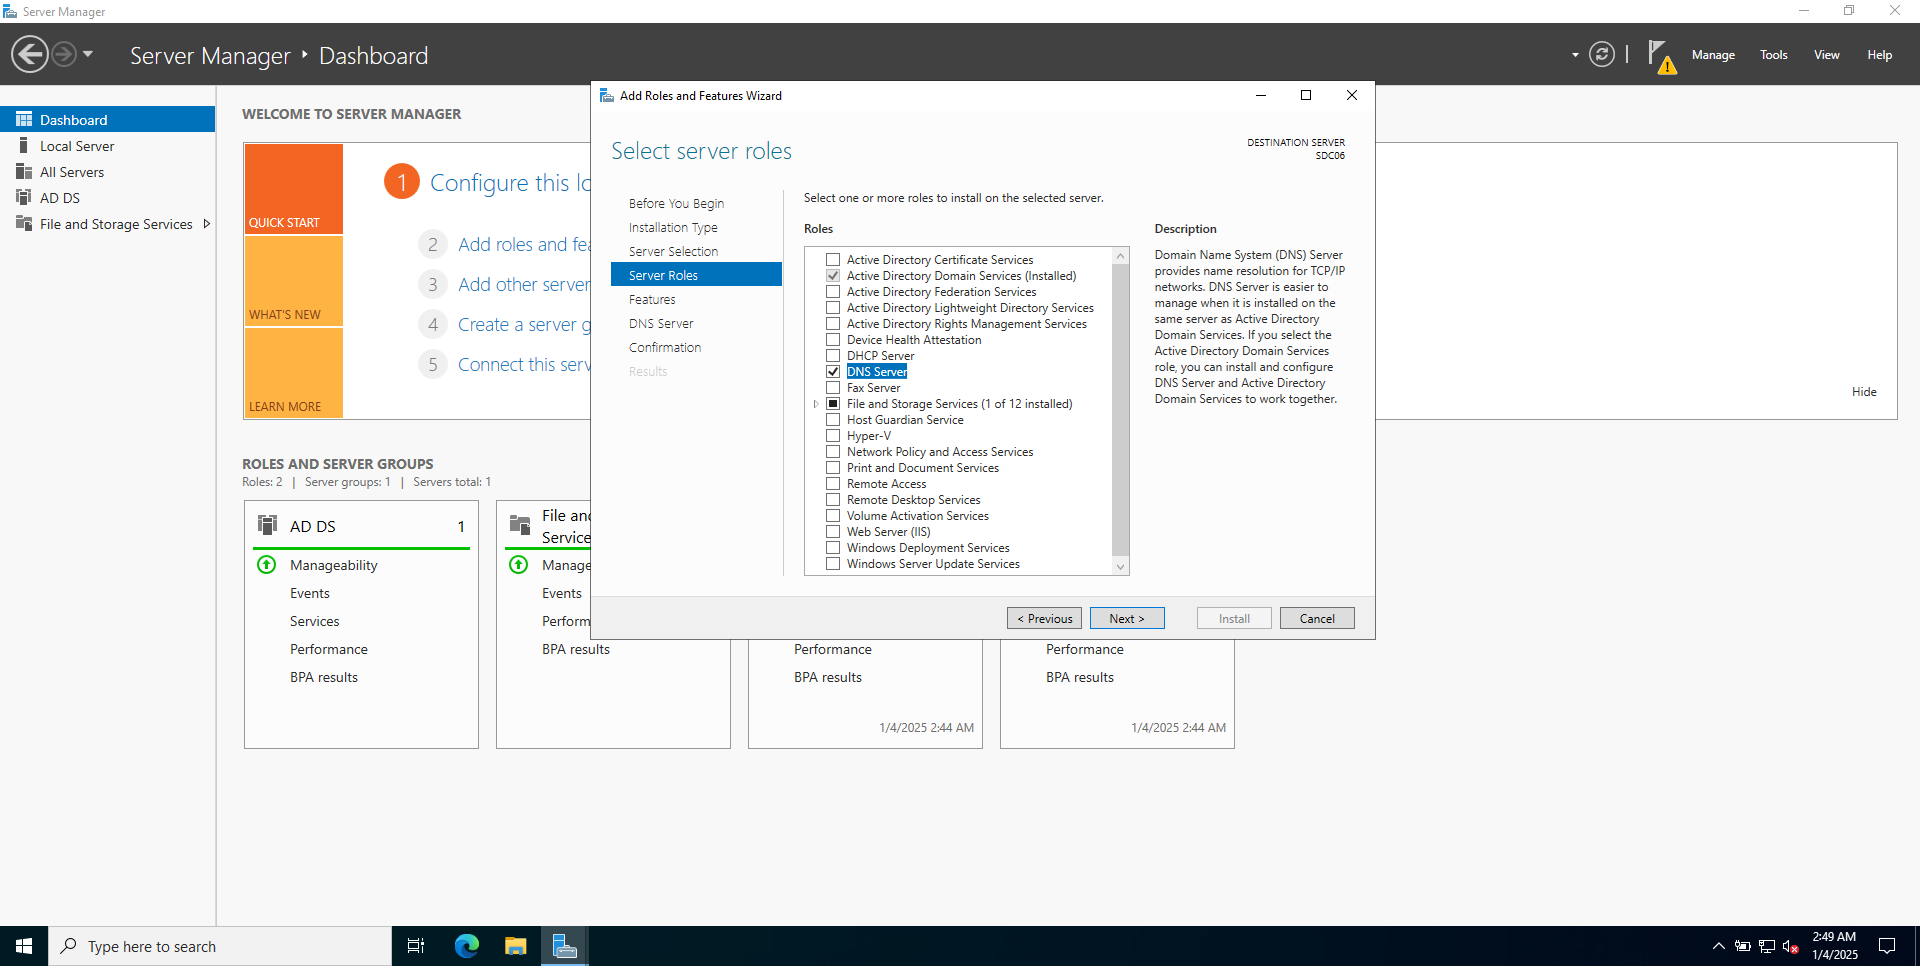 Server Manager
Server Manager ‣ Dashboard
Manage
Tools
View
Help
Dashboard
Local Server
All Servers
AD DS
File and Storage Services
WELCOME TO SERVER MANAGER
QUICK START
WHAT'S NEW
LEARN MORE
1 Configure this lo
2 Add roles and fea
3 Add other server
4 Create a server g
5 Connect this serv
Hide
ROLES AND SERVER GROUPS
Roles: 2 | Server groups: 1 | Servers total: 1
AD DS 1
Manageability
Events
Services
Performance
BPA results
File and
Service
Manage
Events
Perform
BPA results
Performance
BPA results
1/4/2025 2:44 AM
Performance
BPA results
1/4/2025 2:44 AM
Add Roles and Features Wizard
Select server roles
DESTINATION SERVER
SDC06
Before You Begin
Installation Type
Server Selection
Server Roles
Features
DNS Server
Confirmation
Results
Select one or more roles to install on the selected server.
Roles
Active Directory Certificate Services
Active Directory Domain Services (Installed)
Active Directory Federation Services
Active Directory Lightweight Directory Services
Active Directory Rights Management Services
Device Health Attestation
DHCP Server
DNS Server
Fax Server
File and Storage Services (1 of 12 installed)
Host Guardian Service
Hyper-V
Network Policy and Access Services
Print and Document Services
Remote Access
Remote Desktop Services
Volume Activation Services
Web Server (IIS)
Windows Deployment Services
Windows Server Update Services
Description
Domain Name System (DNS) Server
provides name resolution for TCP/IP
networks. DNS Server is easier to
manage when it is installed on the
same server as Active Directory
Domain Services. If you select the
Active Directory Domain Services
role, you can install and configure
DNS Server and Active Directory
Domain Services to work together.
< Previous
Next >
Install
Cancel
Type here to search
2:49 AM
1/4/2025